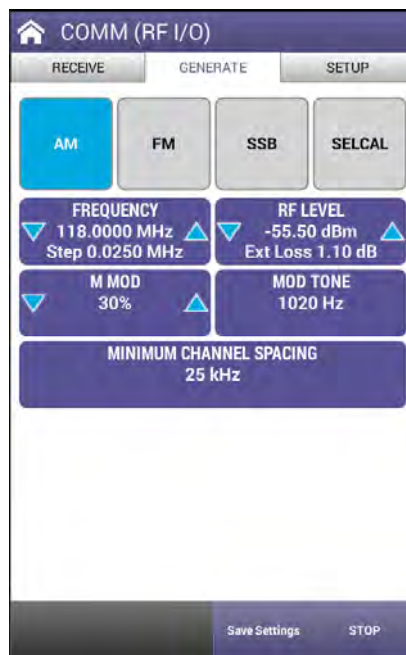 COMM (RF I/O)
RECEIVE GENERATE SETUP
AM FM SSB SELCAL
FREQUENCY
118.0000 MHz
Step 0.0250 MHz
RF LEVEL
-55.50 dBm
Ext Loss 1.10 dB
M MOD
30%
MOD TONE
1020 Hz
MINIMUM CHANNEL SPACING
25 kHz
Save Settings STOP